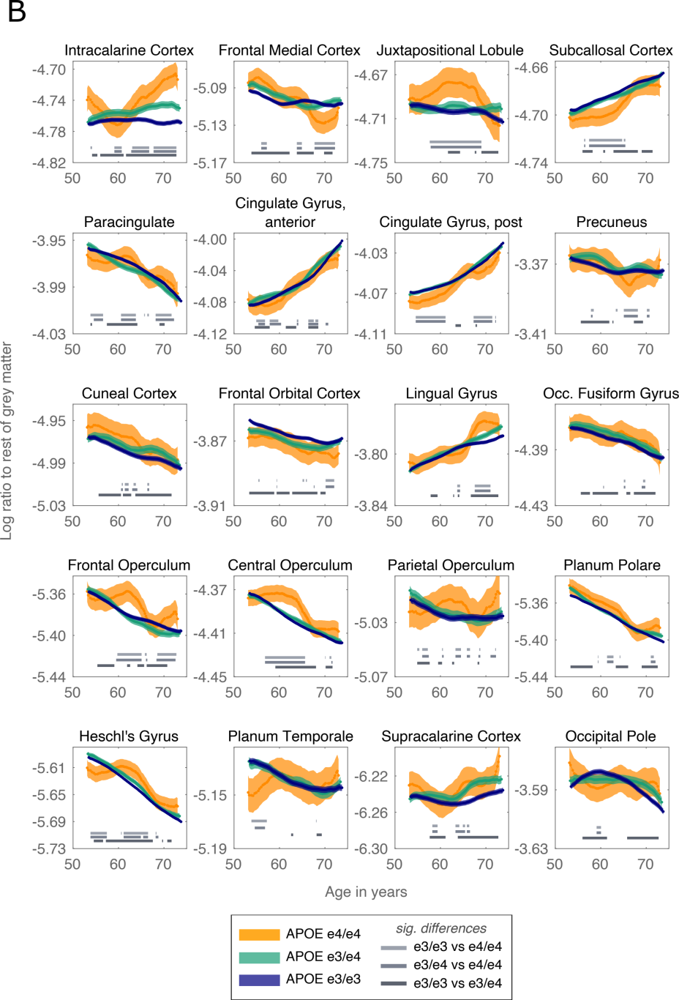 B
Intracalarine Cortex
Frontal Medial Cortex
Juxtapositional Lobule
Subcallosal Cortex
-4.70
-4.74
-4.78
-4.82
50 60 70
-5.09
-5.13
-5.17
50 60 70
-4.67
-4.71
-4.75
50 60 70
-4.66
-4.70
-4.74
50 60 70
Paracingulate
Cingulate Gyrus,
anterior
Cingulate Gyrus, post
Precuneus
-3.95
-3.99
-4.03
50 60 70
-4.00
-4.04
-4.08
-4.12
50 60 70
-4.03
-4.07
-4.11
50 60 70
-3.37
-3.41
50 60 70
Log ratio to rest of grey matter
Cuneal Cortex
Frontal Orbital Cortex
Lingual Gyrus
Occ. Fusiform Gyrus
-4.95
-4.99
-5.03
50 60 70
-3.87
-3.91
50 60 70
-3.80
-3.84
50 60 70
-4.39
-4.43
50 60 70
Frontal Operculum
Central Operculum
Parietal Operculum
Planum Polare
-5.36
-5.40
-5.44
50 60 70
-4.37
-4.41
-4.45
50 60 70
-5.03
-5.07
50 60 70
-5.36
-5.40
-5.44
50 60 70
Heschl's Gyrus
Planum Temporale
Supracalarine Cortex
Occipital Pole
-5.61
-5.65
-5.69
-5.73
50 60 70
-5.15
-5.19
50 60 70
-6.22
-6.26
-6.30
50 60 70
-3.59
-3.63
50 60 70
Age in years
APOE e4/e4
APOE e3/e4
APOE e3/e3
sig. differences
e3/e3 vs e4/e4
e3/e4 vs e4/e4
e3/e3 vs e3/e4